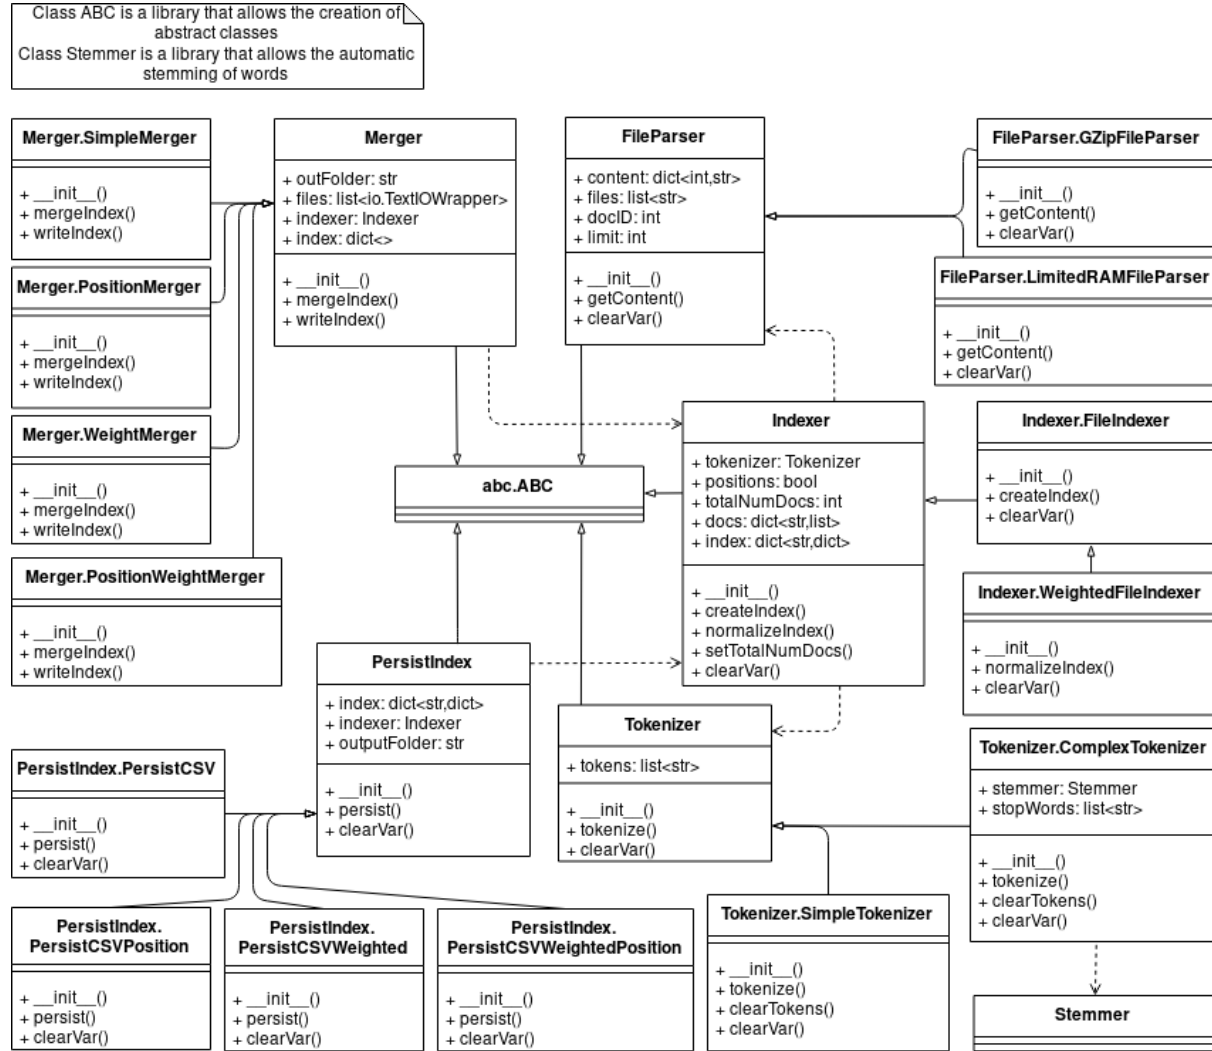 Class ABC is a library that allows the creation of
abstract classes
Class Stemmer is a library that allows the automatic
stemming of words
Merger.SimpleMerger
+ __init__()
+ mergeIndex()
+ writeIndex()
Merger
+ outFolder: str
+ files: list<io.TextIOWrapper>
+ indexer: Indexer
+ index: dict<>
+ __init__()
+ mergeIndex()
+ writeIndex()
FileParser
+ content: dict<int,str>
+ files: list<str>
+ docID: int
+ limit: int
+ __init__()
+ getContent()
+ clearVar()
FileParser.GZipFileParser
+ __init__()
+ getContent()
+ clearVar()
Merger.PositionMerger
+ __init__()
+ mergeIndex()
+ writeIndex()
FileParser.LimitedRAMFileParser
+ __init__()
+ getContent()
+ clearVar()
Merger.WeightMerger
+ __init__()
+ mergeIndex()
+ writeIndex()
abc.ABC
Indexer
+ tokenizer: Tokenizer
+ positions: bool
+ totalNumDocs: int
+ docs: dict<str,list>
+ index: dict<str,dict>
+ __init__()
+ createIndex()
+ normalizeIndex()
+ setTotalNumDocs()
+ clearVar()
Indexer.FileIndexer
+ __init__()
+ createIndex()
+ clearVar()
Merger.PositionWeightMerger
+ __init__()
+ mergeIndex()
+ writeIndex()
Indexer.WeightedFileIndexer
+ __init__()
+ normalizeIndex()
+ clearVar()
PersistIndex
+ index: dict<str,dict>
+ indexer: Indexer
+ outputFolder: str
+ __init__()
+ persist()
+ clearVar()
Tokenizer
+ tokens: list<str>
+ __init__()
+ tokenize()
+ clearVar()
Tokenizer.ComplexTokenizer
+ stemmer: Stemmer
+ stopWords: list<str>
+ __init__()
+ tokenize()
+ clearTokens()
+ clearVar()
PersistIndex.PersistCSV
+ __init__()
+ persist()
+ clearVar()
PersistIndex.
PersistCSVPosition
+ __init__()
+ persist()
+ clearVar()
PersistIndex.
PersistCSVWeighted
+ __init__()
+ persist()
+ clearVar()
PersistIndex.
PersistCSVWeightedPosition
+ __init__()
+ persist()
+ clearVar()
Tokenizer.SimpleTokenizer
+ __init__()
+ tokenize()
+ clearTokens()
+ clearVar()
Stemmer